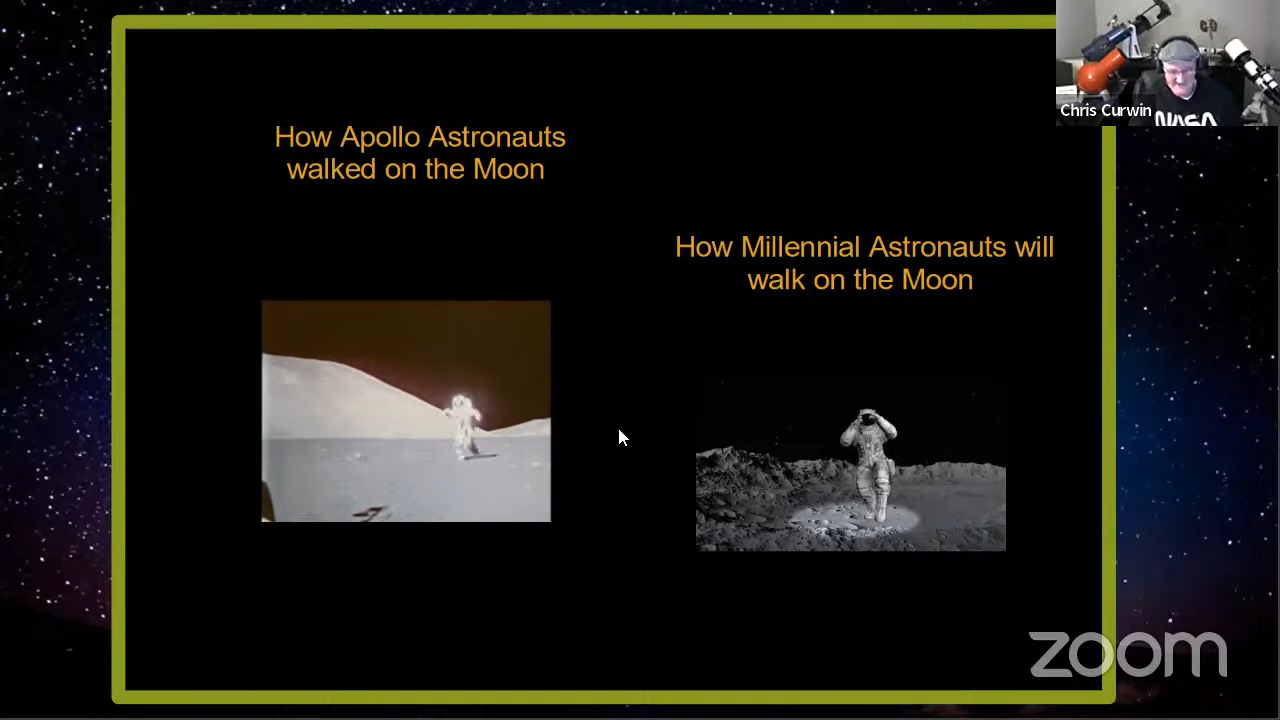 How Apollo Astronauts
walked on the Moon
How Millennial Astronauts will
walk on the Moon
Chris Curwin
NASA
zoom